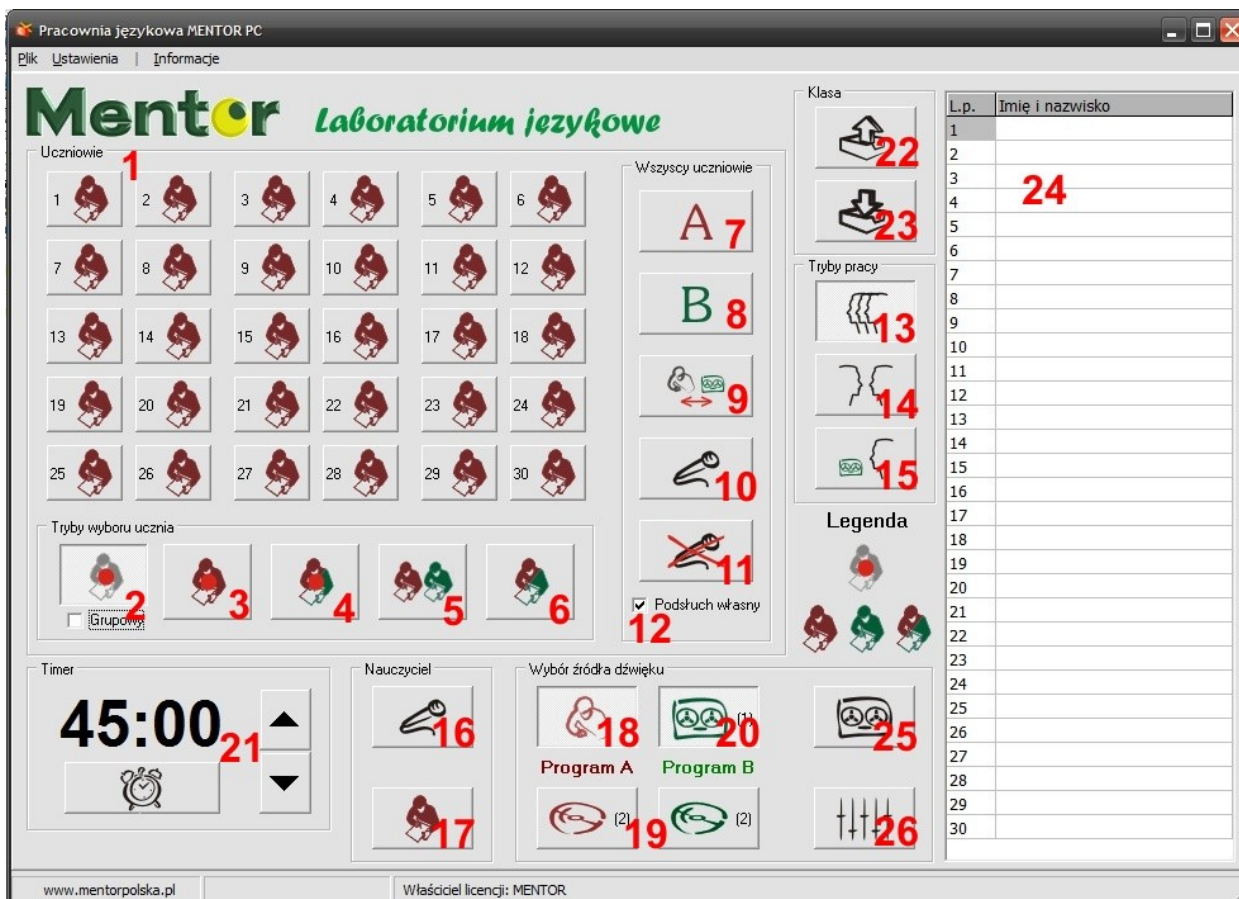 Pracownia językowa MENTOR PC
Plik Ustawienia | Informacje
Mentor Laboratorium językowe
Uczniowie
1
1 2 3 4 5 6
7 8 9 10 11 12
13 14 15 16 17 18
19 20 21 22 23 24
25 26 27 28 29 30
Tryby wyboru ucznia
2 3 4 5 6
Grupowy
Wszyscy uczniowie
A 7
B 8
9
10
11
Podsłuch własny
12
Klasa
22
23
Tryby pracy
13
14
15
Legenda
Timer
45:00
21
Nauczyciel
16
17
Wybór źródła dźwięku
18 (1) 20 25
Program A Program B
(2) 19 (2) 26
L.p. Imię i nazwisko
1
2
3
24
4
5
6
7
8
9
10
11
12
13
14
15
16
17
18
19
20
21
22
23
24
25
26
27
28
29
30
www.mentorpolska.pl Właściciel licencji: MENTOR